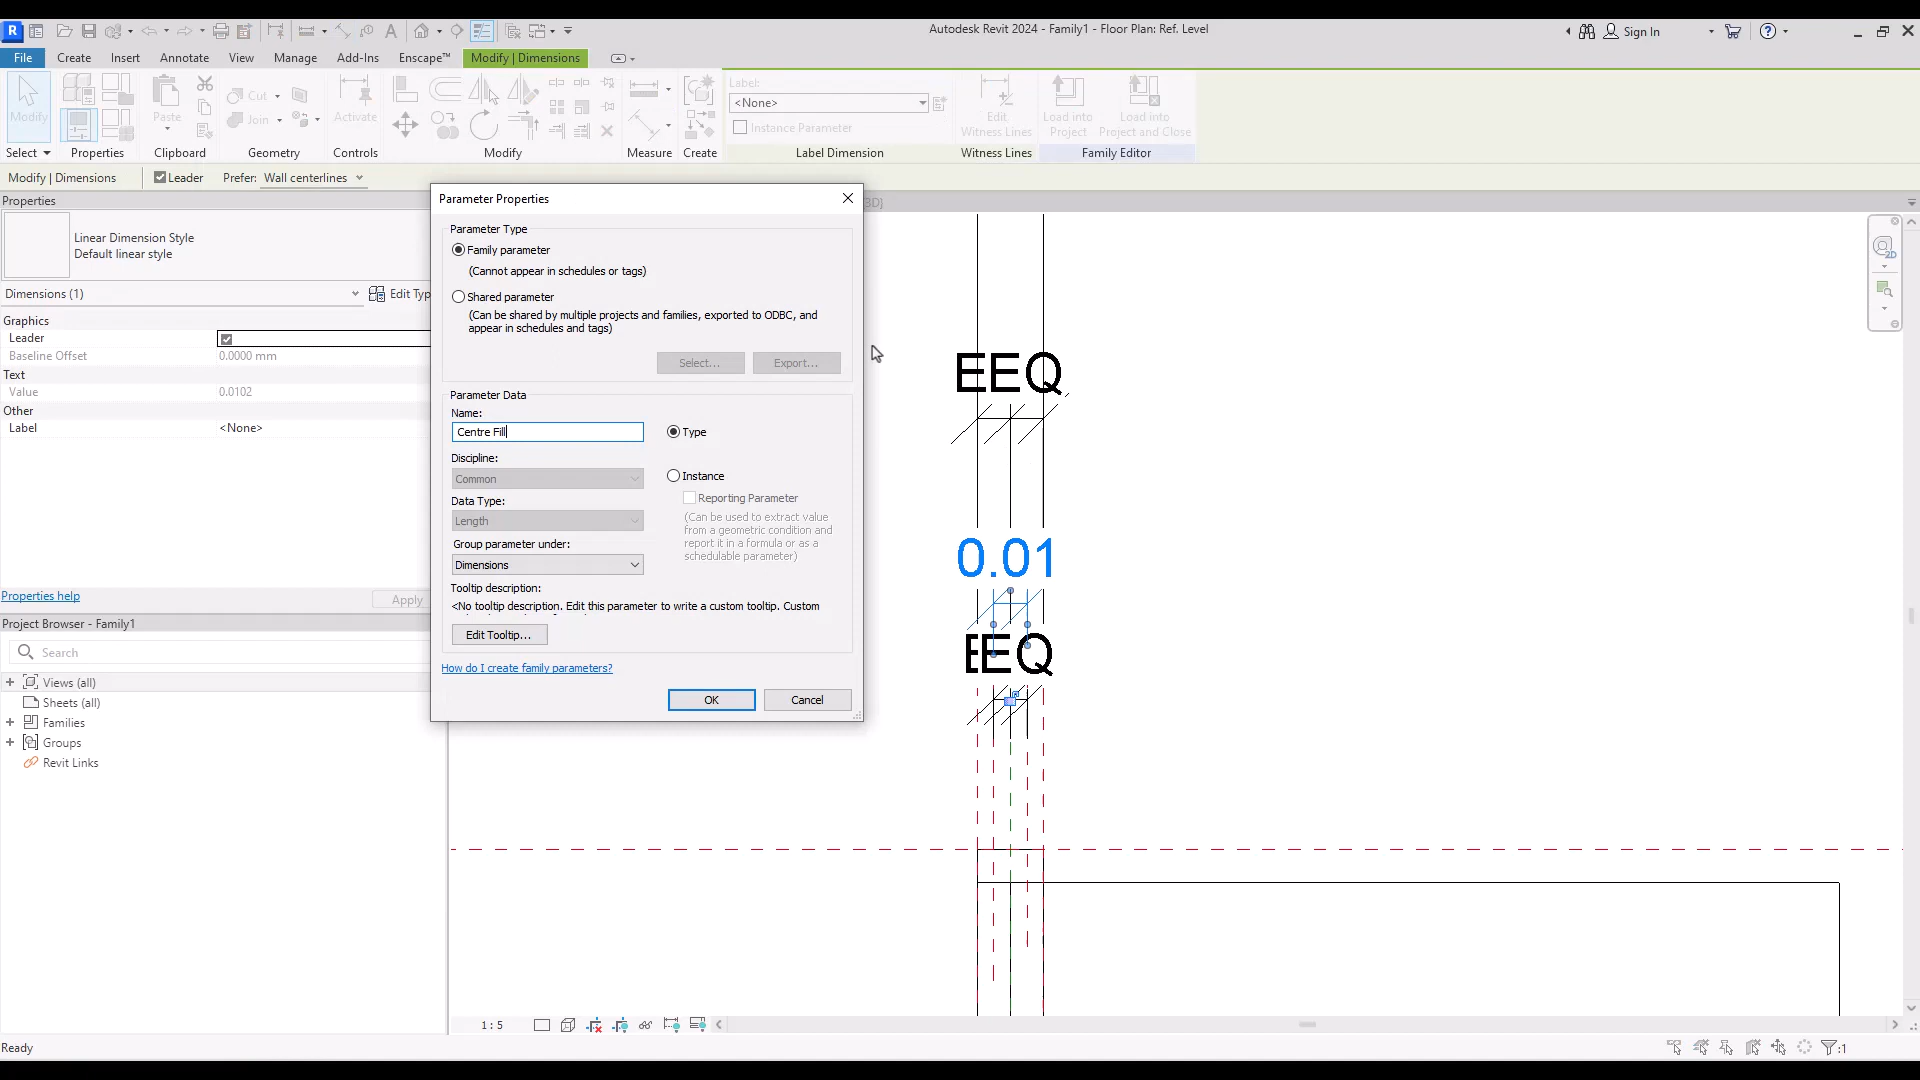 Autodesk Revit 2024 - Family1 - Floor Plan: Ref. Level
Sign In
File Create Insert Annotate View Manage Add-Ins Enscape™ Modify | Dimensions
Modify
Paste
Cut
Join
Activate
Label:
<None>
Instance Parameter
Edit
Witness Lines
Load into
Project
Load into
Project and Close
Select Properties Clipboard Geometry Controls Modify Measure Create Label Dimension Witness Lines Family Editor
Modify | Dimensions Leader Prefer: Wall centerlines
Properties
Linear Dimension Style
Default linear style
Dimensions (1) Edit Typ
Graphics
Leader
Baseline Offset 0.0000 mm
Text
Value 0.0102
Other
Label <None>
Properties help Apply
Project Browser - Family1
Search
Views (all)
Sheets (all)
Families
Groups
Revit Links
Parameter Properties
Parameter Type
Family parameter
(Cannot appear in schedules or tags)
Shared parameter
(Can be shared by multiple projects and families, exported to ODBC, and
appear in schedules and tags)
Select... Export...
Parameter Data
Name:
Centre Fill
Type
Discipline:
Common
Instance
Data Type:
Reporting Parameter
Length
(Can be used to extract value
from a geometric condition and
report it in a formula or as a
schedulable parameter)
Group parameter under:
Dimensions
Tooltip description:
<No tooltip description. Edit this parameter to write a custom tooltip. Custom
Edit Tooltip...
How do I create family parameters?
OK Cancel
3D]
2D
EEQ
0.01
EEQ
1 : 5
Ready
:1